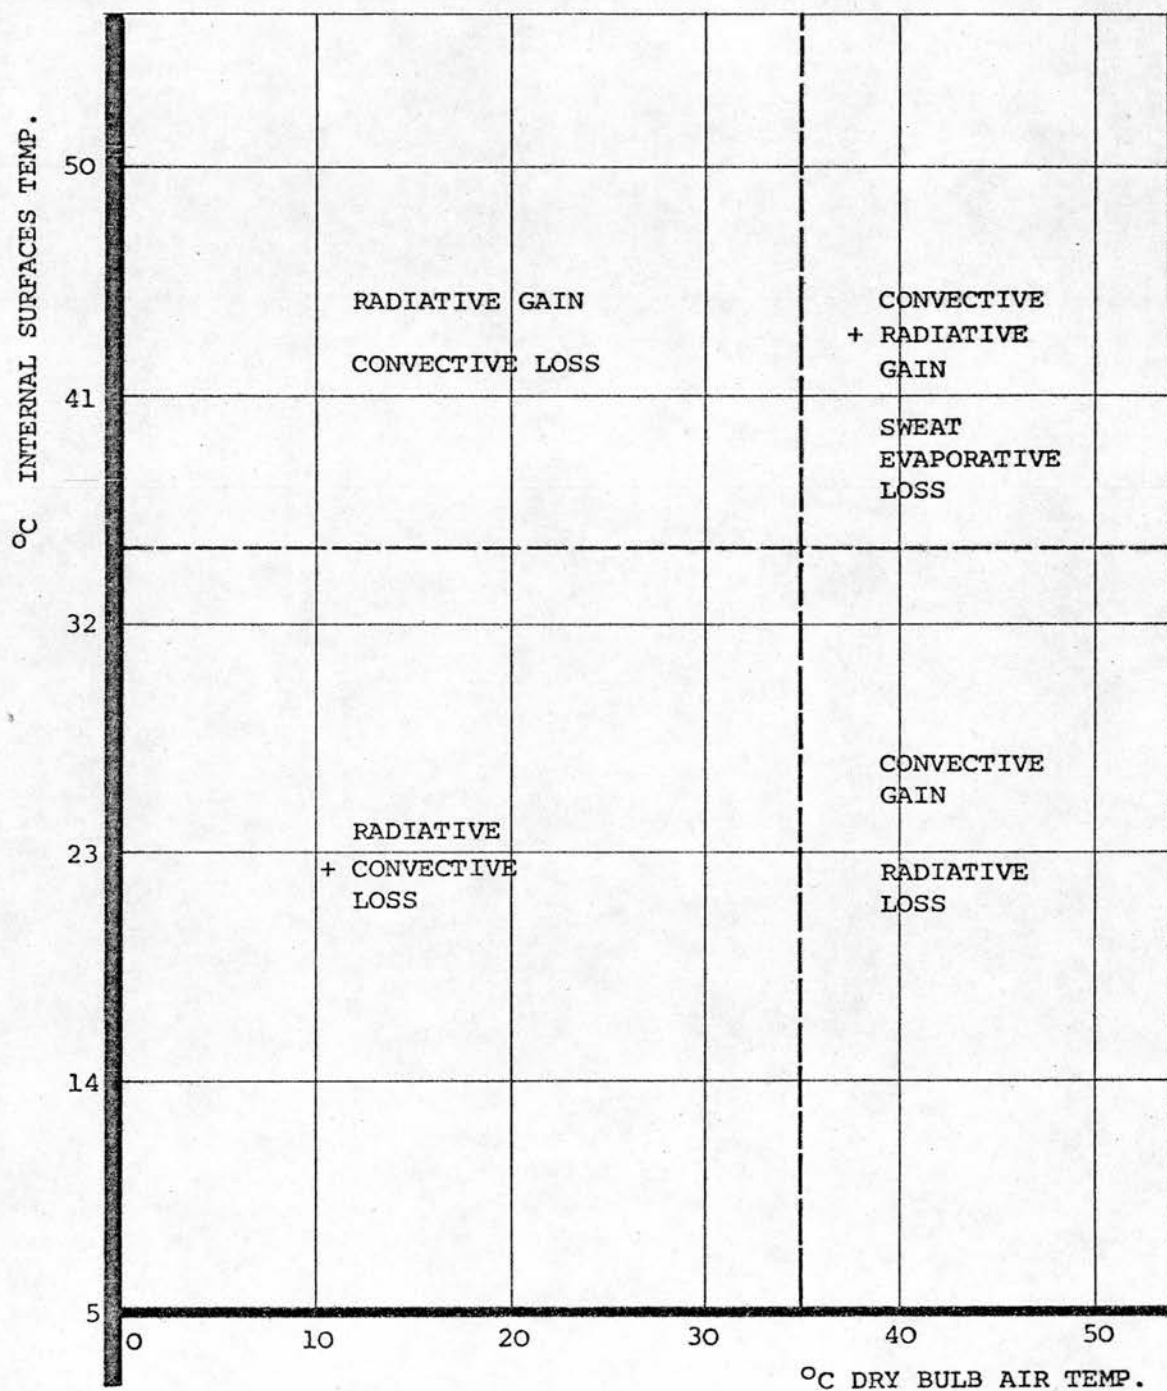 °C INTERNAL SURFACES TEMP.
50
41
32
23
14
5
RADIATIVE GAIN
CONVECTIVE LOSS
CONVECTIVE
+ RADIATIVE
GAIN
SWEAT
EVAPORATIVE
LOSS
RADIATIVE
+ CONVECTIVE
LOSS
CONVECTIVE
GAIN
RADIATIVE
LOSS
0 10 20 30 40 50
°C DRY BULB AIR TEMP.